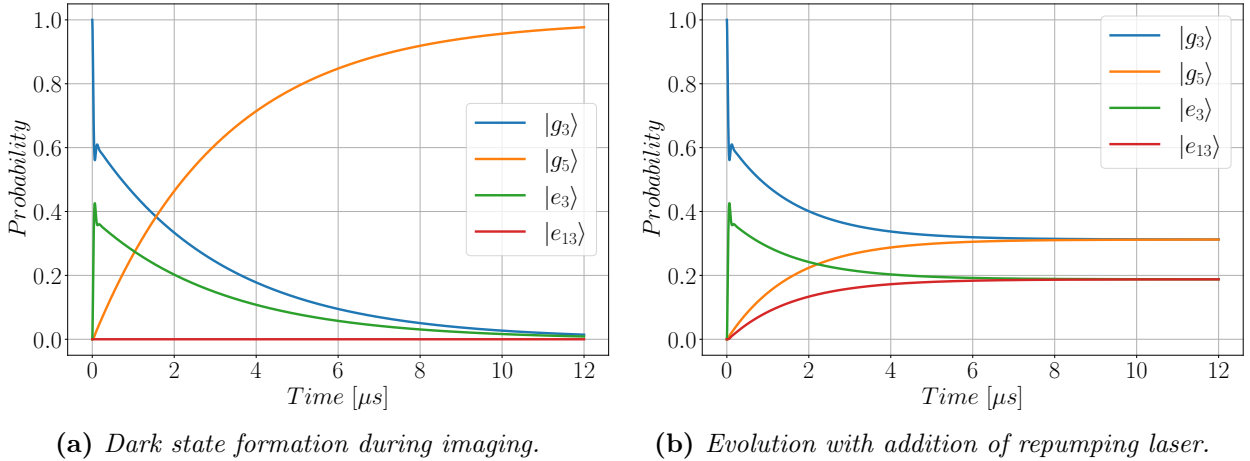 1.0
0.8
0.6
0.4
0.2
0.0
Probability
|g₃⟩
|g₅⟩
|e₃⟩
|e₁₃⟩
0 2 4 6 8 10 12
Time [μs]
(a) Dark state formation during imaging.
1.0
0.8
0.6
0.4
0.2
0.0
Probability
|g₃⟩
|g₅⟩
|e₃⟩
|e₁₃⟩
0 2 4 6 8 10 12
Time [μs]
(b) Evolution with addition of repumping laser.